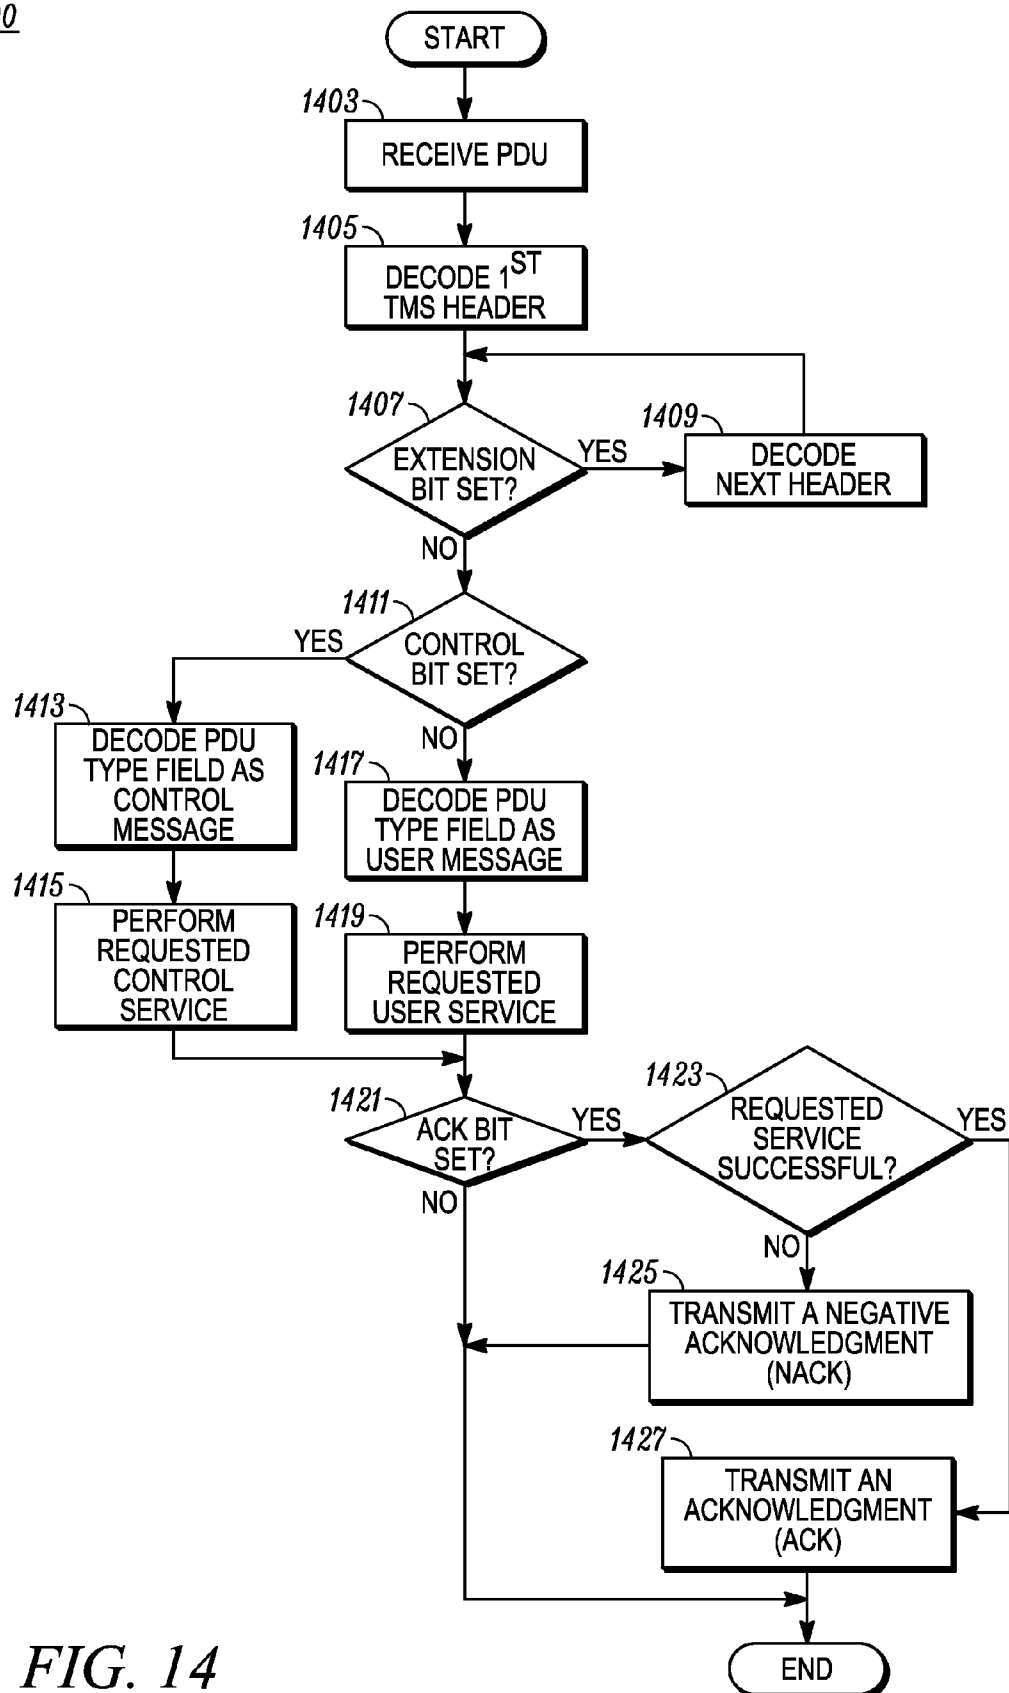 START
1403
RECEIVE PDU
1405
DECODE 1ST
TMS HEADER
1407
EXTENSION
BIT SET?
YES
1409
DECODE
NEXT HEADER
NO
1411
CONTROL
BIT SET?
YES
1413
DECODE PDU
TYPE FIELD AS
CONTROL
MESSAGE
NO
1417
DECODE PDU
TYPE FIELD AS
USER MESSAGE
1415
PERFORM
REQUESTED
CONTROL
SERVICE
1419
PERFORM
REQUESTED
USER SERVICE
1421
ACK BIT
SET?
YES
1423
REQUESTED
SERVICE
SUCCESSFUL?
YES
NO
NO
1425
TRANSMIT A NEGATIVE
ACKNOWLEDGMENT
(NACK)
1427
TRANSMIT AN
ACKNOWLEDGMENT
(ACK)
END
FIG. 14